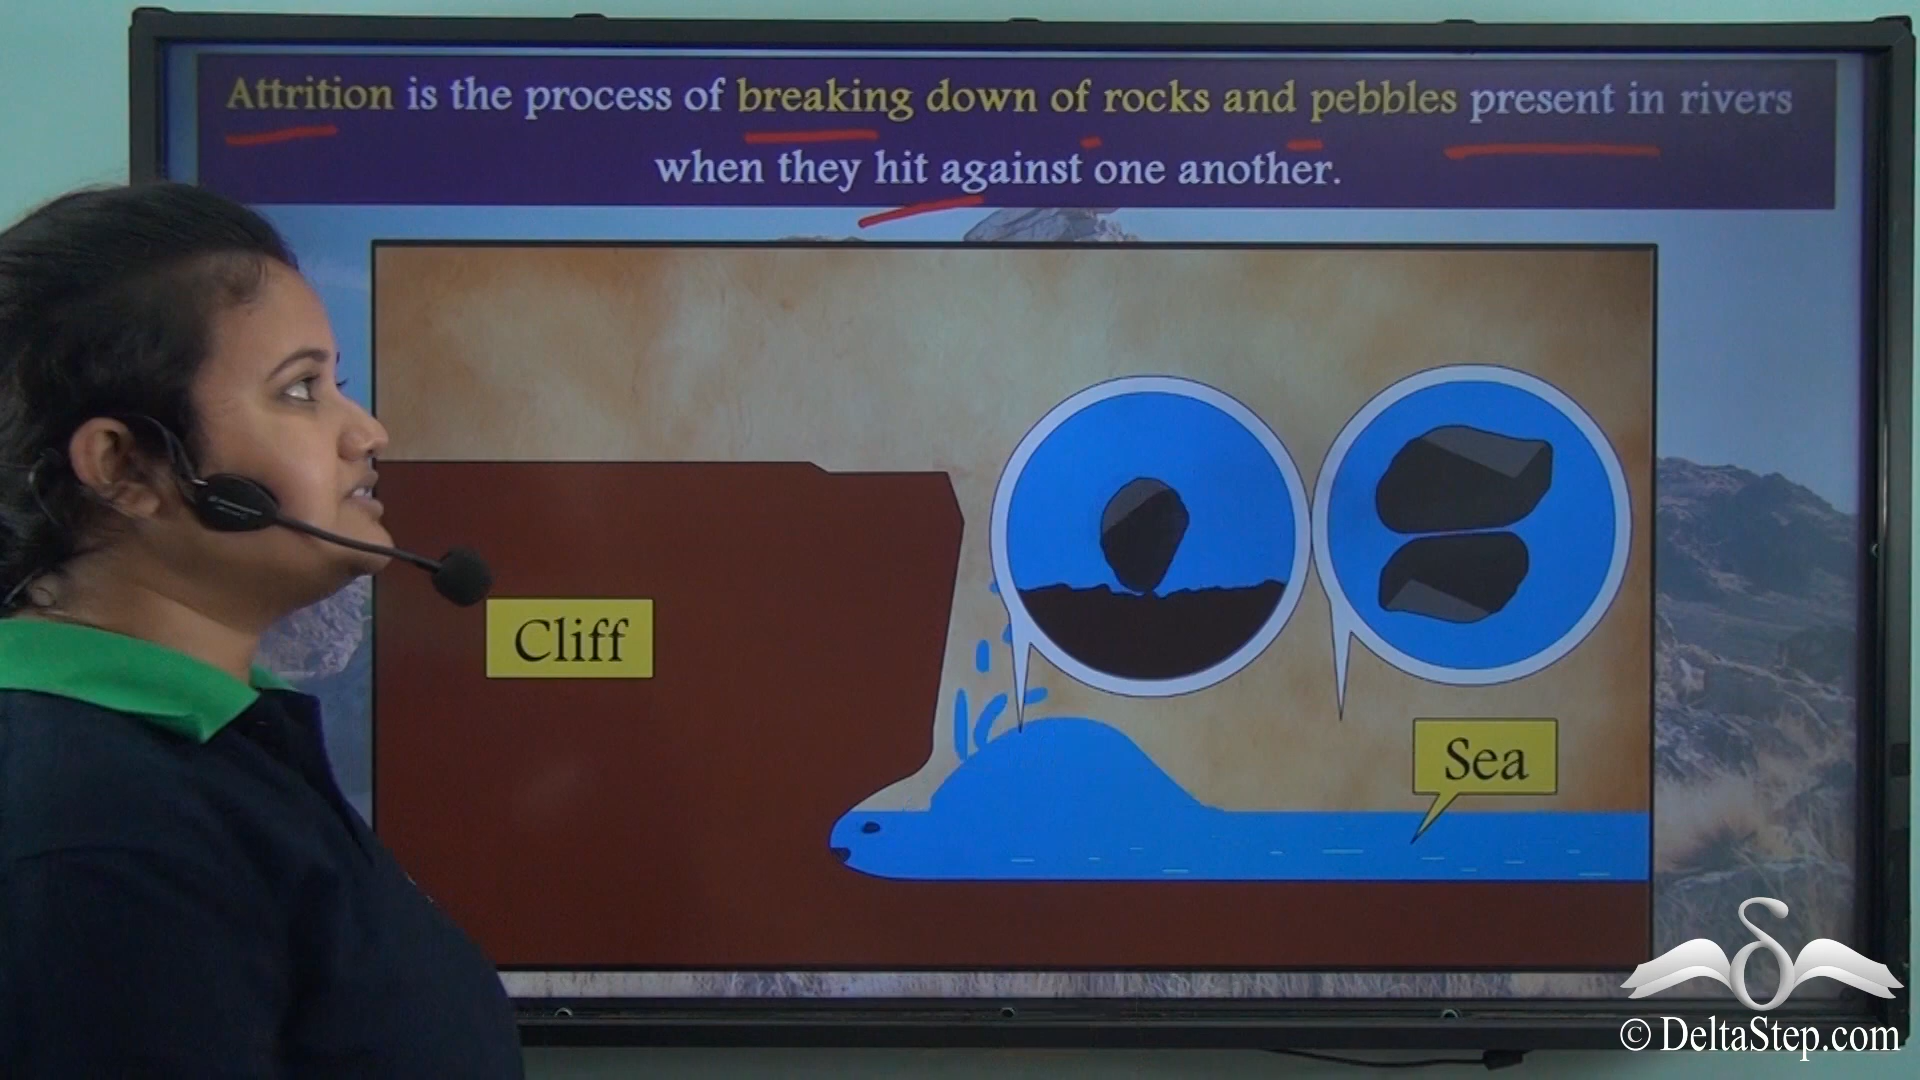 Attrition is the process of breaking down of rocks and pebbles present in rivers
when they hit against one another.
Cliff
Sea
© DeltaStep.com